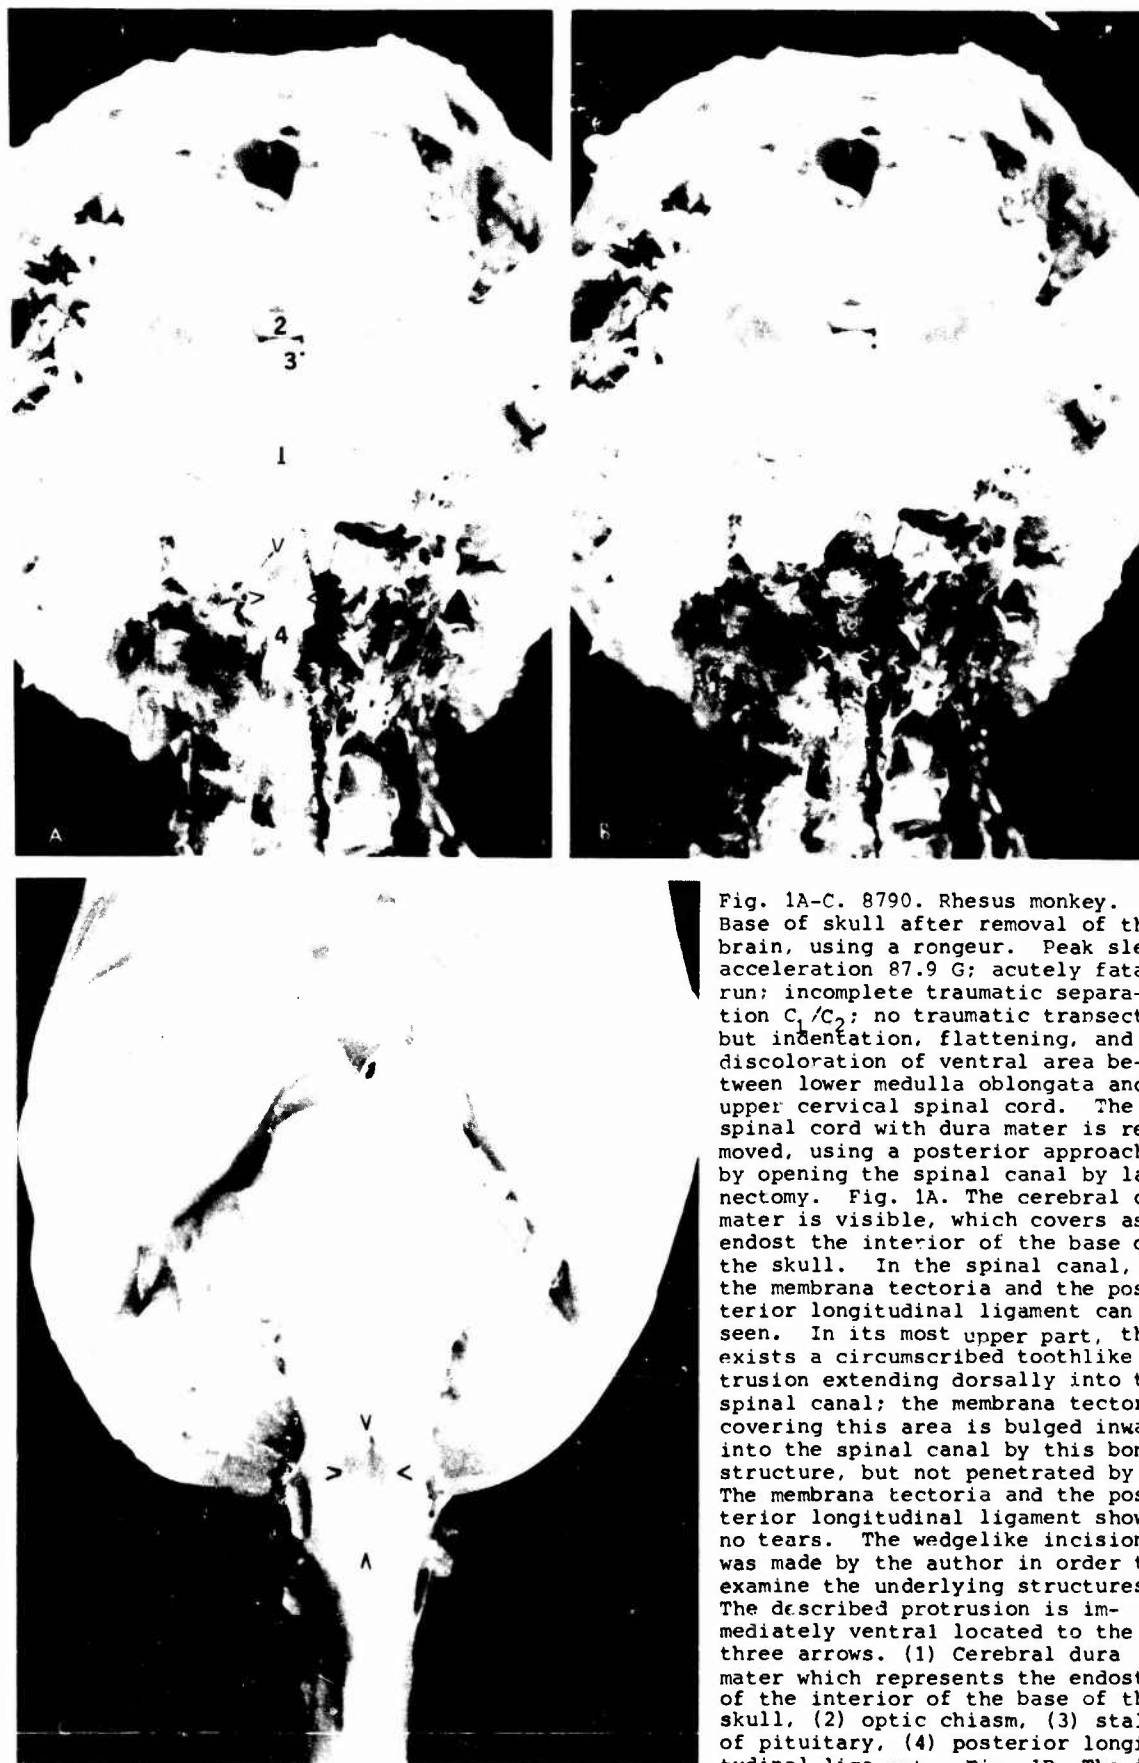 2
3
1
4
A
B
Fig. 1A-C. 8790. Rhesus monkey.
Base of skull after removal of th
brain, using a rongeur. Peak sle
acceleration 87.9 G; acutely fata
run; incomplete traumatic separa-
tion C1/C2; no traumatic transect
but indentation, flattening, and
discoloration of ventral area be-
tween lower medulla oblongata and
upper cervical spinal cord. The
spinal cord with dura mater is re
moved, using a posterior approach
by opening the spinal canal by la
nectomy. Fig. 1A. The cerebral d
mater is visible, which covers as
endost the interior of the base o
the skull. In the spinal canal,
the membrana tectoria and the pos
terior longitudinal ligament can
seen. In its most upper part, th
exists a circumscribed toothlike
trusion extending dorsally into t
spinal canal; the membrana tector
covering this area is bulged inwa
into the spinal canal by this bon
structure, but not penetrated by
The membrana tectoria and the pos
terior longitudinal ligament show
no tears. The wedgelike incision
was made by the author in order t
examine the underlying structures
The described protrusion is im-
mediately ventral located to the
three arrows. (1) Cerebral dura
mater which represents the endost
of the interior of the base of th
skull, (2) optic chiasm, (3) stal
of pituitary, (4) posterior longi